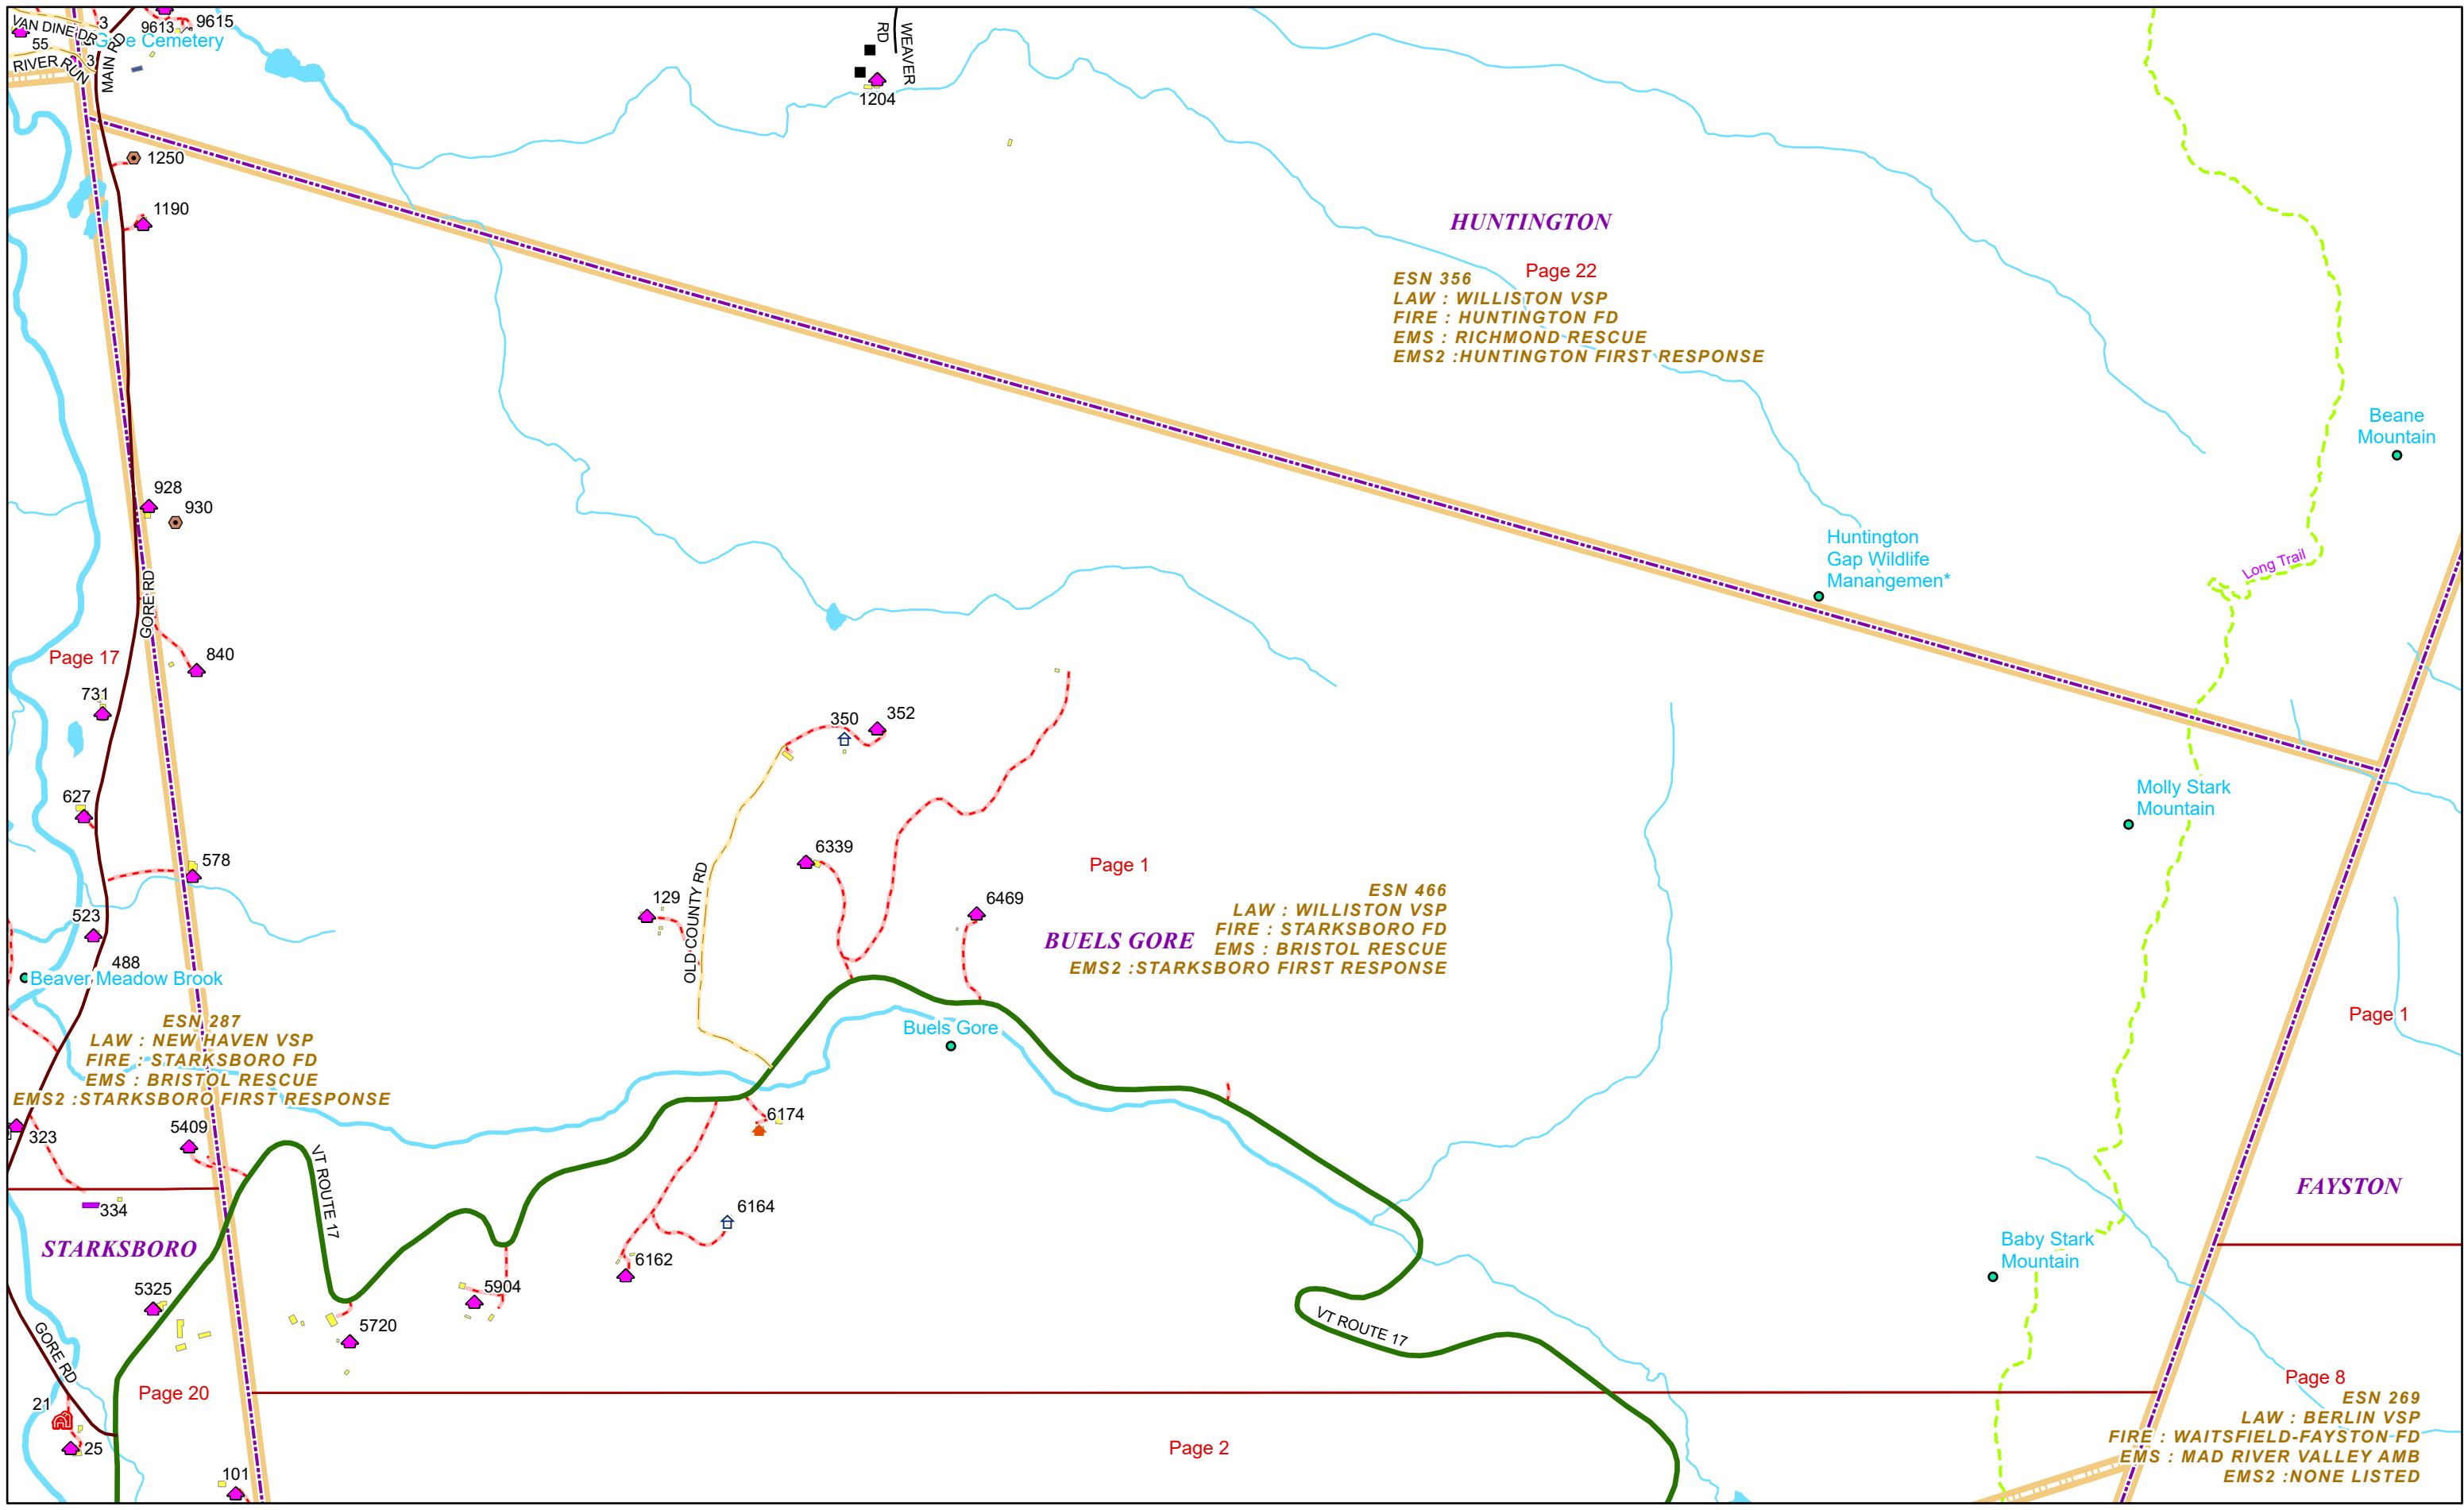 VAN DINE DR
3
55
RIVER RUN
3
MAIN RD
9613
9615
Cemetery
RD
WEAVER
1204
1250
1190
HUNTINGTON
Page 22
ESN 356
LAW : WILLISTON VSP
FIRE : HUNTINGTON FD
EMS : RICHMOND RESCUE
EMS2 :HUNTINGTON FIRST RESPONSE
Beane
Mountain
928
930
GORE RD
Huntington
Gap Wildlife
Manangemen*
Long Trail
Page 17
840
731
350
352
627
Molly Stark
Mountain
578
6339
Page 1
129
OLD COUNTY RD
6469
ESN 466
LAW : WILLISTON VSP
FIRE : STARKSBORO FD
EMS : BRISTOL RESCUE
EMS2 :STARKSBORO FIRST RESPONSE
BUELS GORE
523
488
Beaver Meadow Brook
ESN 287
LAW : NEW HAVEN VSP
FIRE : STARKSBORO FD
EMS : BRISTOL RESCUE
EMS2 :STARKSBORO FIRST RESPONSE
Buels Gore
Page 1
6174
323
5409
VT ROUTE 17
FAYSTON
334
6164
STARKSBORO
6162
Baby Stark
Mountain
5325
5904
5720
VT ROUTE 17
GORE RD
Page 20
21
25
101
Page 2
Page 8
ESN 269
LAW : BERLIN VSP
FIRE : WAITSFIELD-FAYSTON FD
EMS : MAD RIVER VALLEY AMB
EMS2 :NONE LISTED